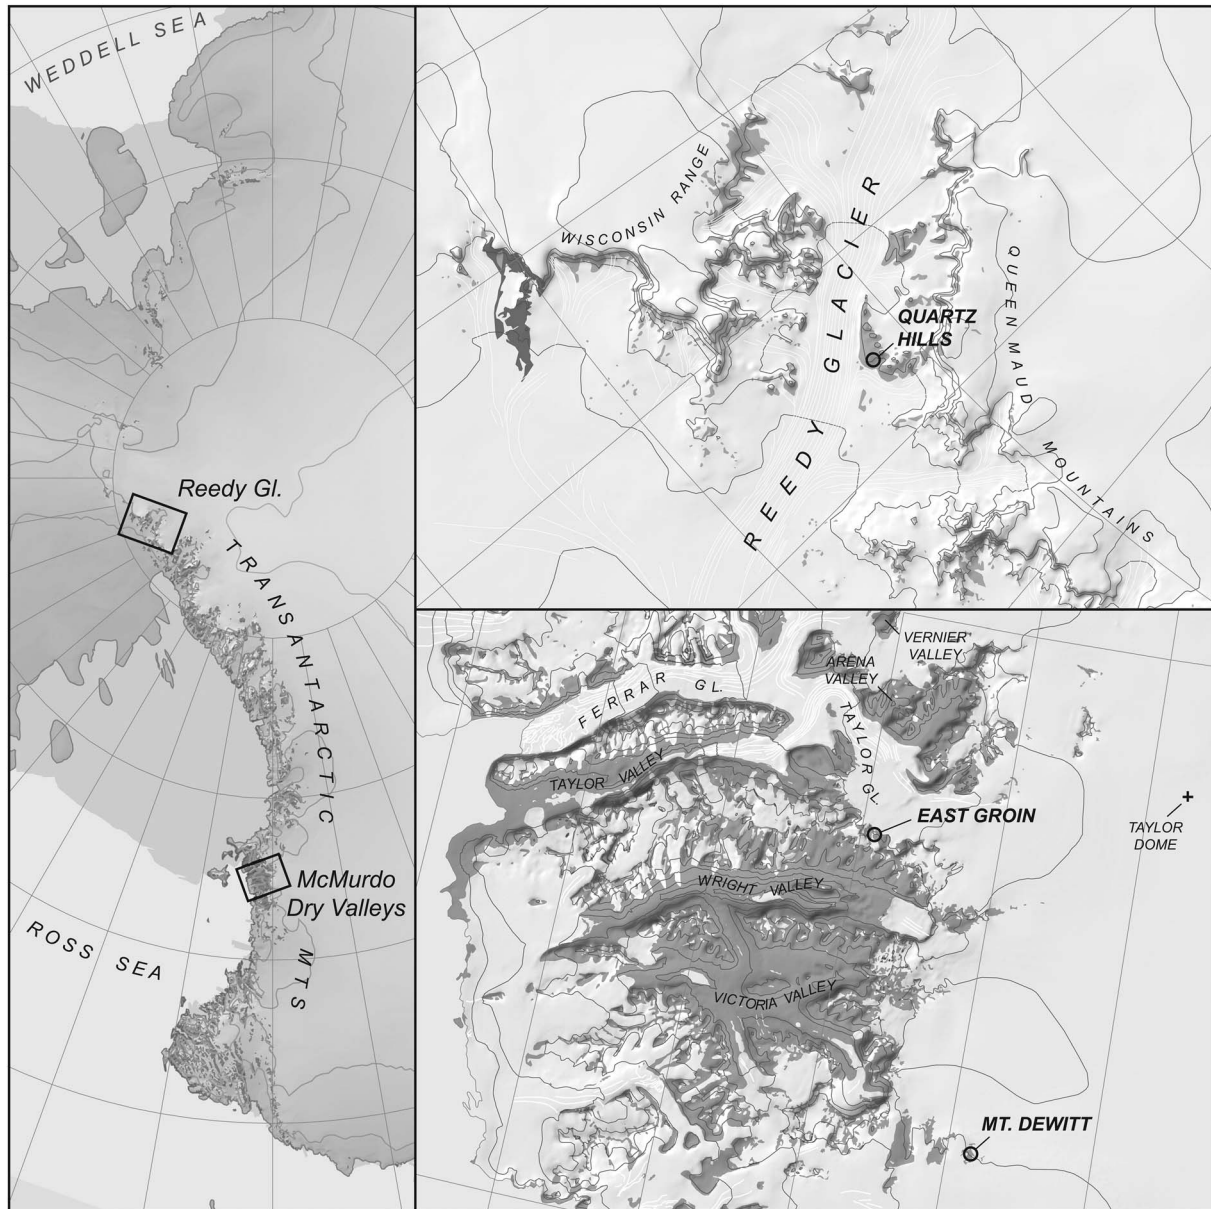 WEDDELL SEA
Reedy Gl.
TRANSANTARCTIC
MTS
McMurdo
Dry Valleys
ROSS SEA
WISCONSIN RANGE
REEDY GLACIER
QUARTZ
HILLS
QUEEN MAUD
MOUNTAINS
VERNIER
VALLEY
ARENA
VALLEY
FERRAR GL.
TAYLOR GL.
TAYLOR VALLEY
EAST GROIN
TAYLOR
DOME
WRIGHT VALLEY
VICTORIA VALLEY
MT. DEWITT